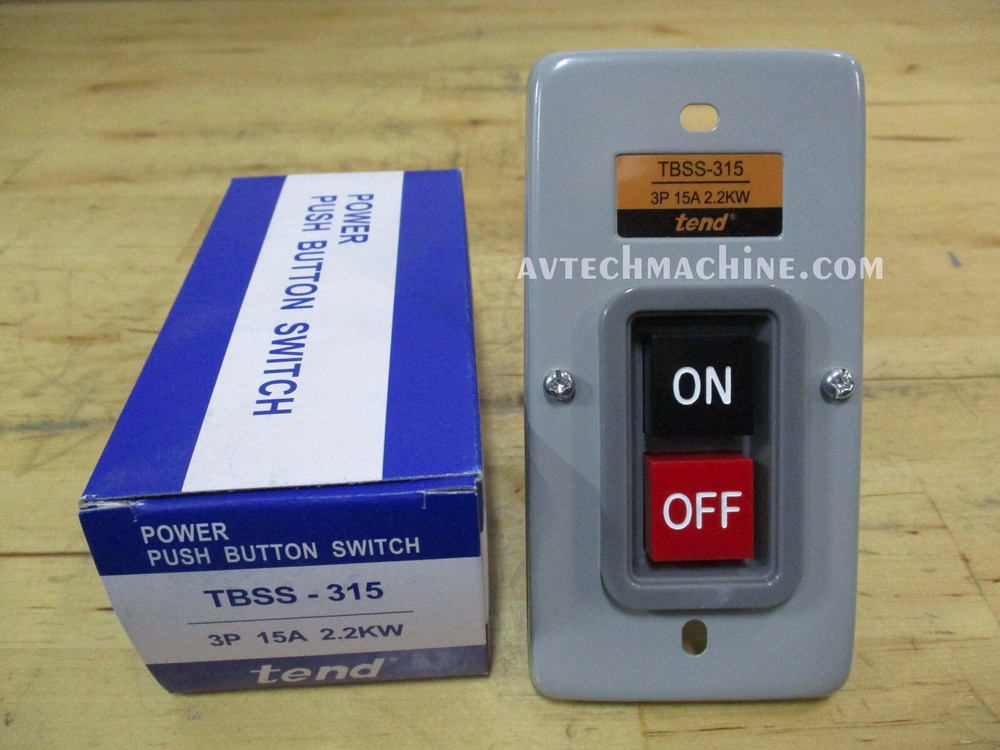 POWER
PUSH BUTTON SWITCH
POWER
PUSH BUTTON SWITCH
TBSS - 315
3P 15A 2.2KW
tend®
TBSS-315
3P 15A 2.2KW
tend®
AVTECHMACHINE.COM
ON
OFF